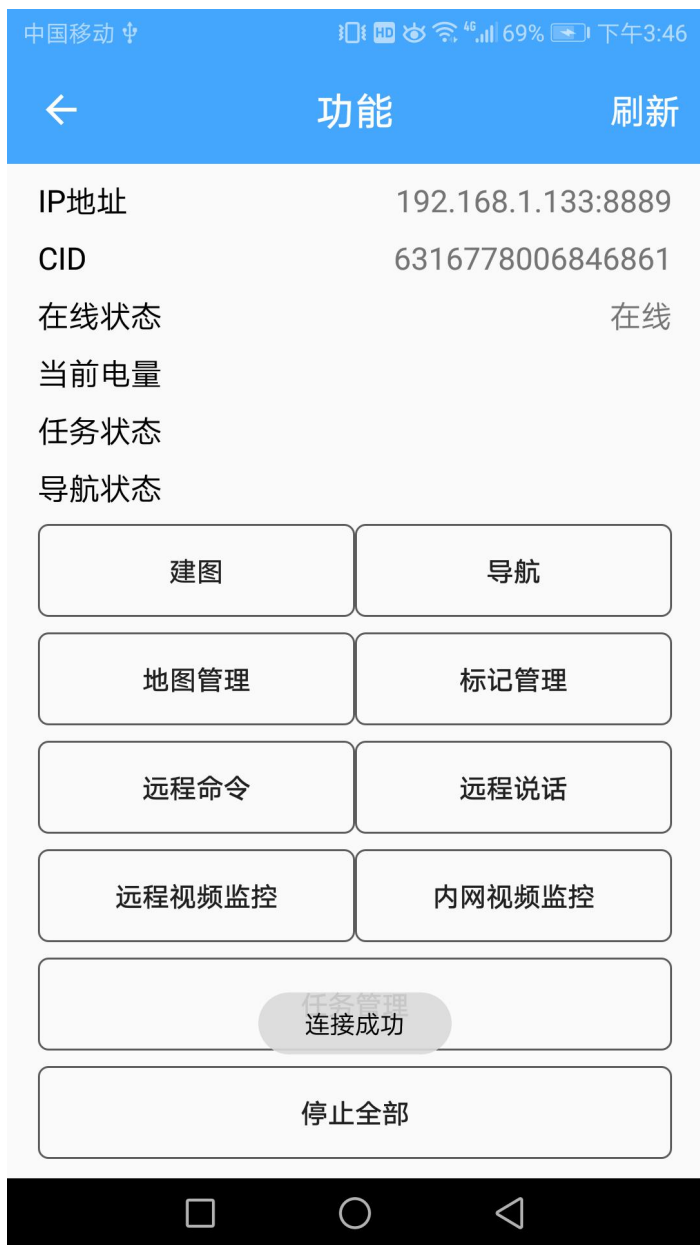 中国移动 HD 4G 69% 下午3:46
功能 刷新
IP地址 192.168.1.133:8889
CID 6316778006846861
在线状态 在线
当前电量
任务状态
导航状态
建图 导航
地图管理 标记管理
远程命令 远程说话
远程视频监控 内网视频监控
任务管理
连接成功
停止全部